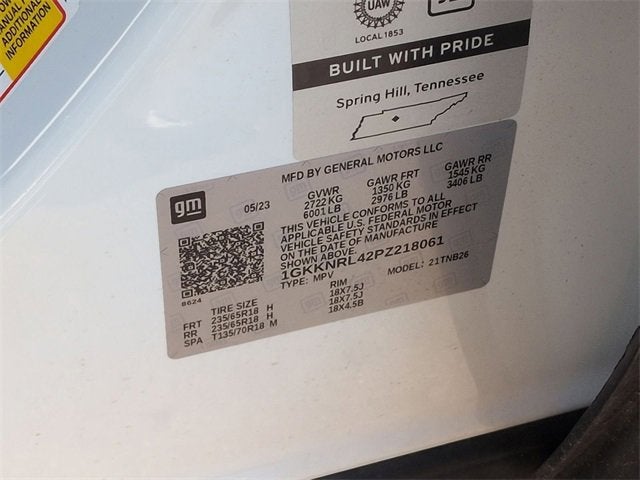 MANUAL
ADDITIONAL
INFORMATION
UAW
LOCAL 1853
BUILT WITH PRIDE
Spring Hill, Tennessee
MFD BY GENERAL MOTORS LLC
gm
05/23
GVWR GAWR FRT GAWR RR
2722 KG 1350 KG 1545 KG
6001 LB 2976 LB 3406 LB
THIS VEHICLE CONFORMS TO ALL
APPLICABLE U.S. FEDERAL MOTOR
VEHICLE SAFETY STANDARDS IN EFFECT
ON THE DATE OF MANUFACTURE
SHOWN ABOVE.
1GKKNRL42PZ218061
TYPE: MPV MODEL: 21TNB26
8624
TIRE SIZE RIM
FRT 235/65R18 H 18X7.5J
RR 235/65R18 H 18X7.5J
SPA T135/70R18 M 18X4.5B